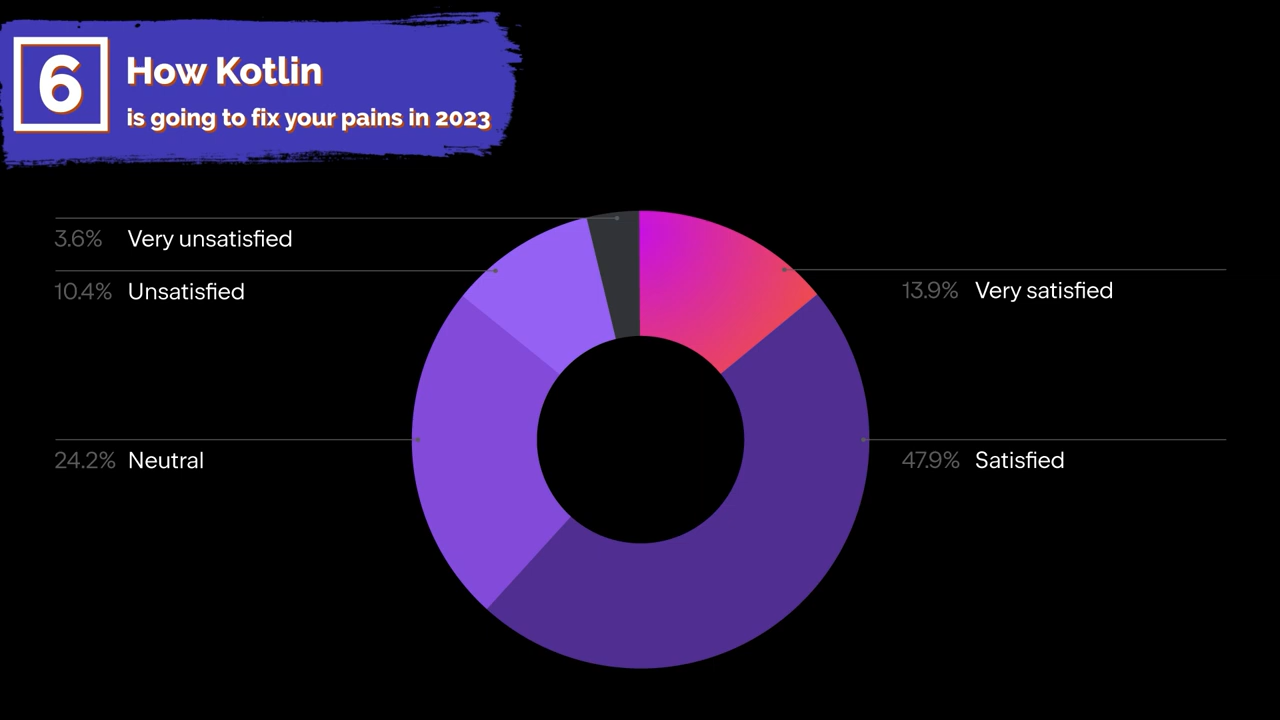 6
How Kotlin
is going to fix your pains in 2023
3.6% Very unsatisfied
10.4% Unsatisfied
24.2% Neutral
13.9% Very satisfied
47.9% Satisfied